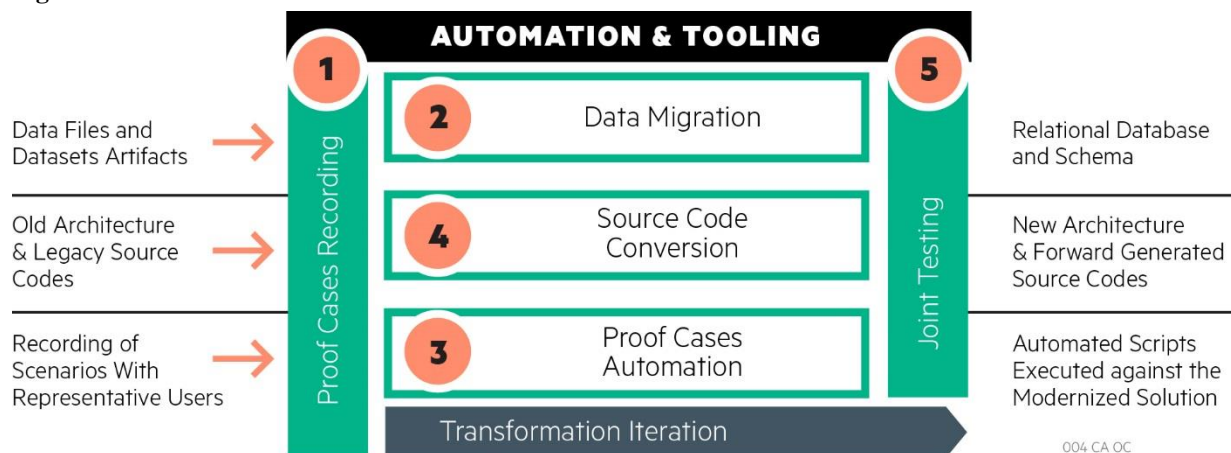 AUTOMATION & TOOLING
1
5
Data Files and
Datasets Artifacts
Old Architecture
& Legacy Source
Codes
Recording of
Scenarios With
Representative Users
Proof Cases Recording
2
Data Migration
4
Source Code
Conversion
3
Proof Cases
Automation
Transformation Iteration
Joint Testing
Relational Database
and Schema
New Architecture
& Forward Generated
Source Codes
Automated Scripts
Executed against the
Modernized Solution
004 CA OC